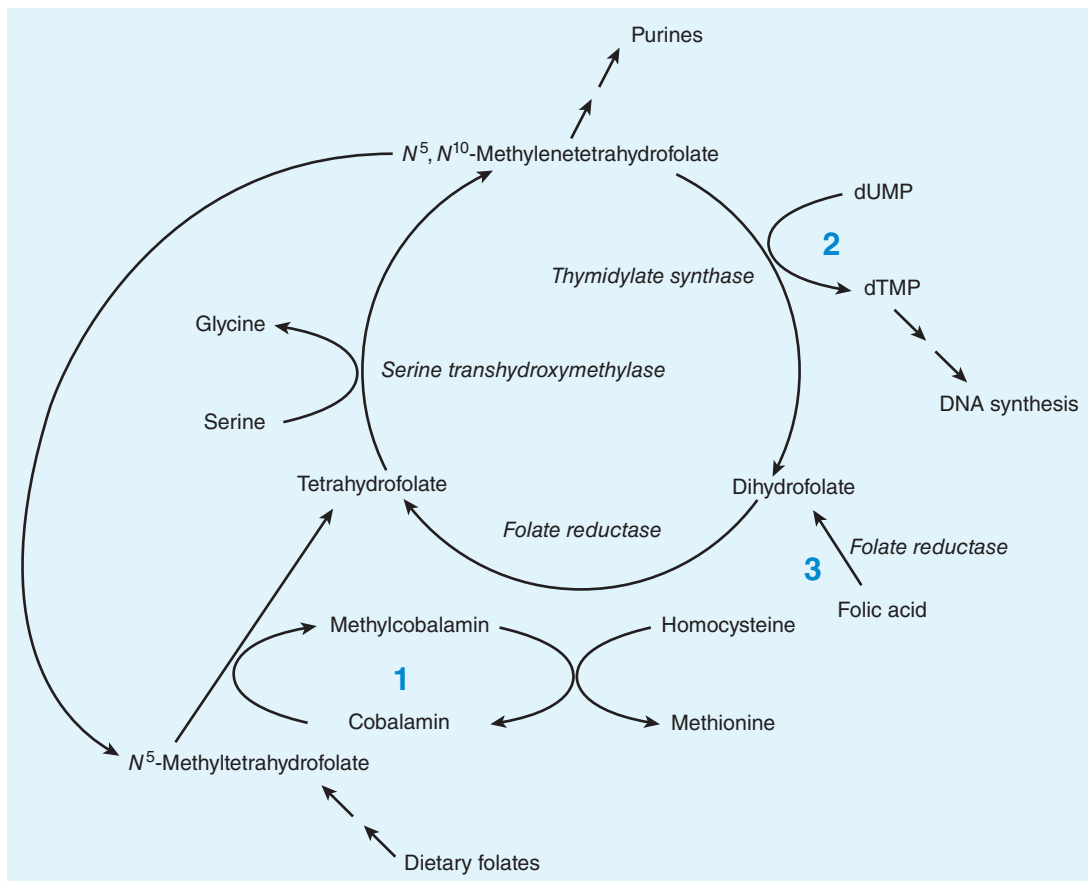 Purines
N⁵, N¹⁰-Methylenetetrahydrofolate
dUMP
2
Thymidylate synthase
dTMP
Glycine
Serine transhydroxymethylase
DNA synthesis
Serine
Tetrahydrofolate
Dihydrofolate
Folate reductase
Folate reductase
3
Folic acid
Methylcobalamin
Homocysteine
1
Cobalamin
Methionine
N⁵-Methyltetrahydrofolate
Dietary folates